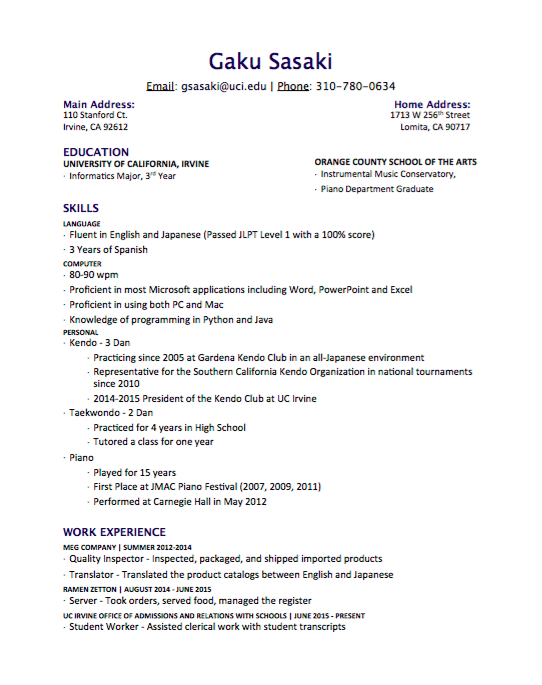 Gaku Sasaki
Email: gsasaki@uci.edu | Phone: 310-780-0634
Main Address:
110 Stanford Ct.
Irvine, CA 92612
Home Address:
1713 W 256th Street
Lomita, CA 90717
EDUCATION
UNIVERSITY OF CALIFORNIA, IRVINE
· Informatics Major, 3rd Year
ORANGE COUNTY SCHOOL OF THE ARTS
· Instrumental Music Conservatory,
· Piano Department Graduate
SKILLS
LANGUAGE
· Fluent in English and Japanese (Passed JLPT Level 1 with a 100% score)
· 3 Years of Spanish
COMPUTER
· 80-90 wpm
· Proficient in most Microsoft applications including Word, PowerPoint and Excel
· Proficient in using both PC and Mac
· Knowledge of programming in Python and Java
PERSONAL
· Kendo - 3 Dan
· Practicing since 2005 at Gardena Kendo Club in an all-Japanese environment
· Representative for the Southern California Kendo Organization in national tournaments
since 2010
· 2014-2015 President of the Kendo Club at UC Irvine
· Taekwondo - 2 Dan
· Practiced for 4 years in High School
· Tutored a class for one year
· Piano
· Played for 15 years
· First Place at JMAC Piano Festival (2007, 2009, 2011)
· Performed at Carnegie Hall in May 2012
WORK EXPERIENCE
MEG COMPANY | SUMMER 2012-2014
· Quality Inspector - Inspected, packaged, and shipped imported products
· Translator - Translated the product catalogs between English and Japanese
RAMEN ZETTON | AUGUST 2014 - JUNE 2015
· Server - Took orders, served food, managed the register
UC IRVINE OFFICE OF ADMISSIONS AND RELATIONS WITH SCHOOLS | JUNE 2015 - PRESENT
· Student Worker - Assisted clerical work with student transcripts